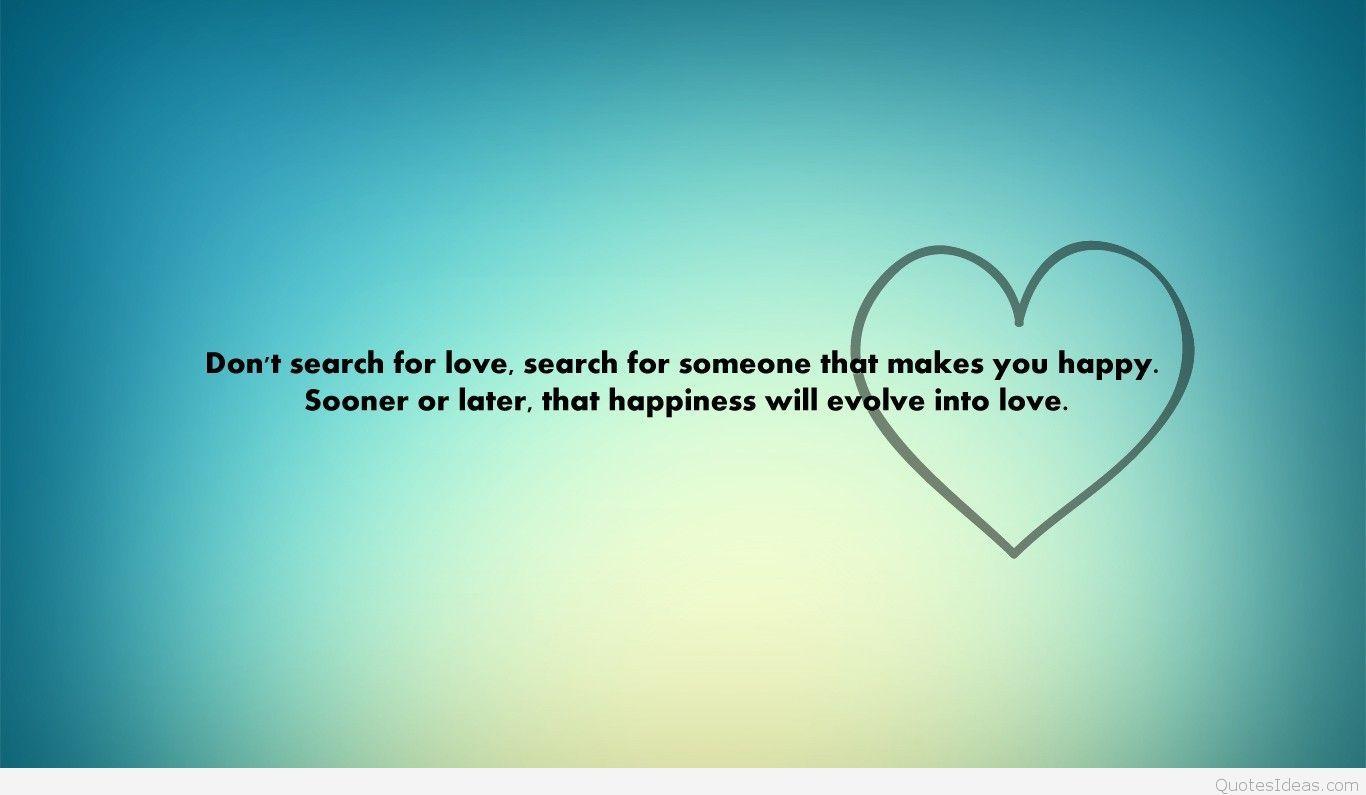 Don't search for love, search for someone that makes you happy.
Sooner or later, that happiness will evolve into love.
QuotesIdeas.com